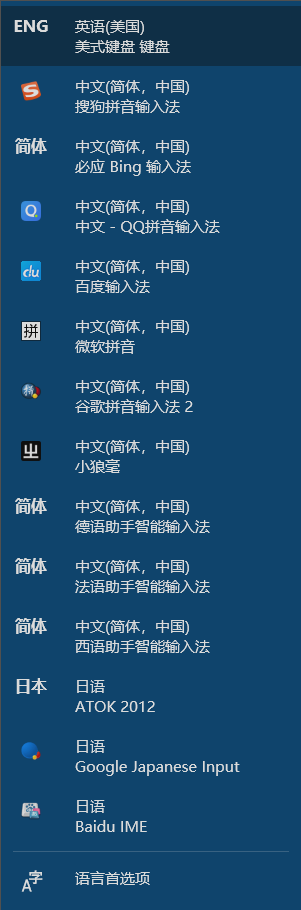 ENG 英语(美国)
美式键盘 键盘
中文(简体，中国)
搜狗拼音输入法
简体 中文(简体，中国)
必应 Bing 输入法
中文(简体，中国)
中文 - QQ拼音输入法
du 中文(简体，中国)
百度输入法
拼 中文(简体，中国)
微软拼音
中文(简体，中国)
谷歌拼音输入法 2
中文(简体，中国)
小狼毫
简体 中文(简体，中国)
德语助手智能输入法
简体 中文(简体，中国)
法语助手智能输入法
简体 中文(简体，中国)
西语助手智能输入法
日本 日语
ATOK 2012
日语
Google Japanese Input
日语
Baidu IME
A字 语言首选项